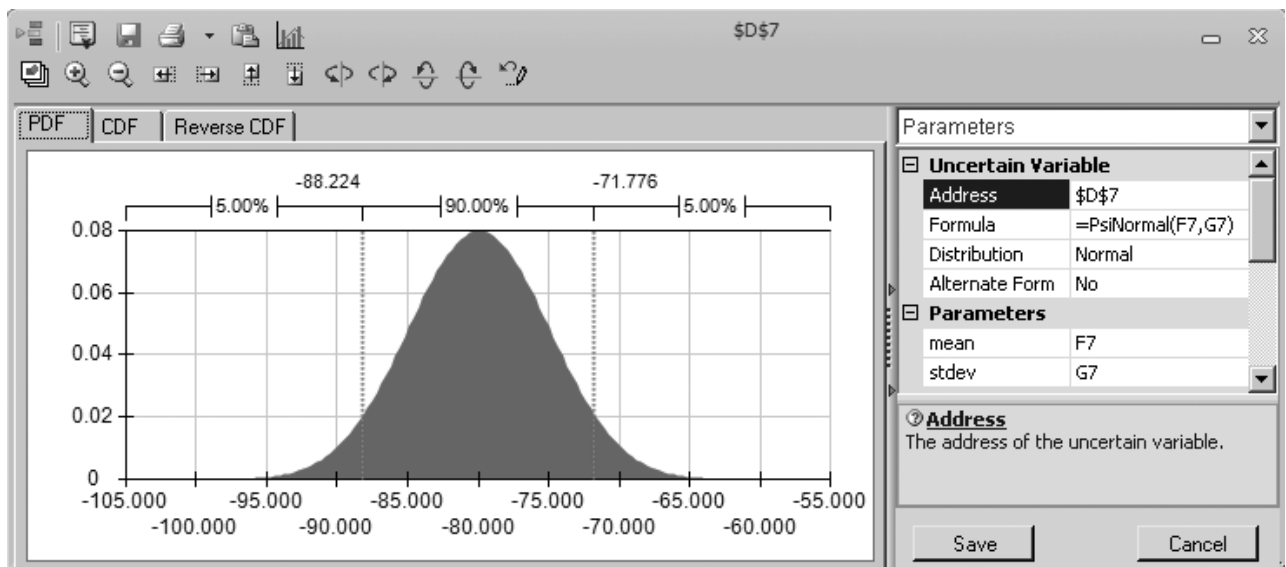 $D$7
PDF CDF Reverse CDF
-88.224 -71.776
5.00% 90.00% 5.00%
0.08
0.06
0.04
0.02
0
-105.000 -95.000 -85.000 -75.000 -65.000 -55.000
-100.000 -90.000 -80.000 -70.000 -60.000
Parameters
Uncertain Variable
Address $D$7
Formula =PsiNormal(F7,G7)
Distribution Normal
Alternate Form No
Parameters
mean F7
stdev G7
Address
The address of the uncertain variable.
Save Cancel